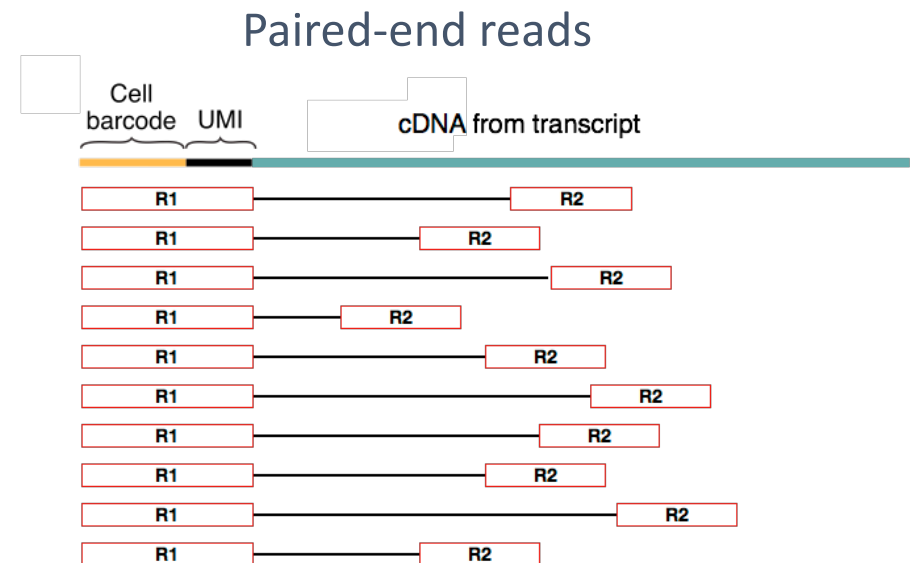 Paired-end reads
Cell
barcode
UMI
cDNA from transcript
R1 R2
R1 R2
R1 R2
R1 R2
R1 R2
R1 R2
R1 R2
R1 R2
R1 R2
R1 R2